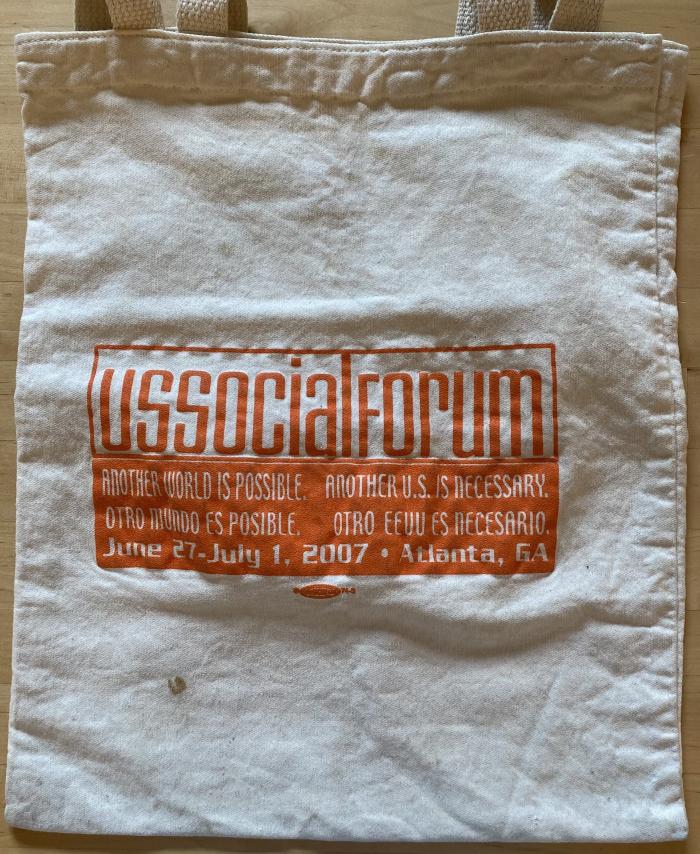 ussocialforum
ANOTHER WORLD IS POSSIBLE. ANOTHER U.S. IS NECESSARY.
OTRO MUNDO ES POSIBLE. OTRO EEUU ES NECESARIO.
June 27-July 1, 2007 • Atlanta, GA